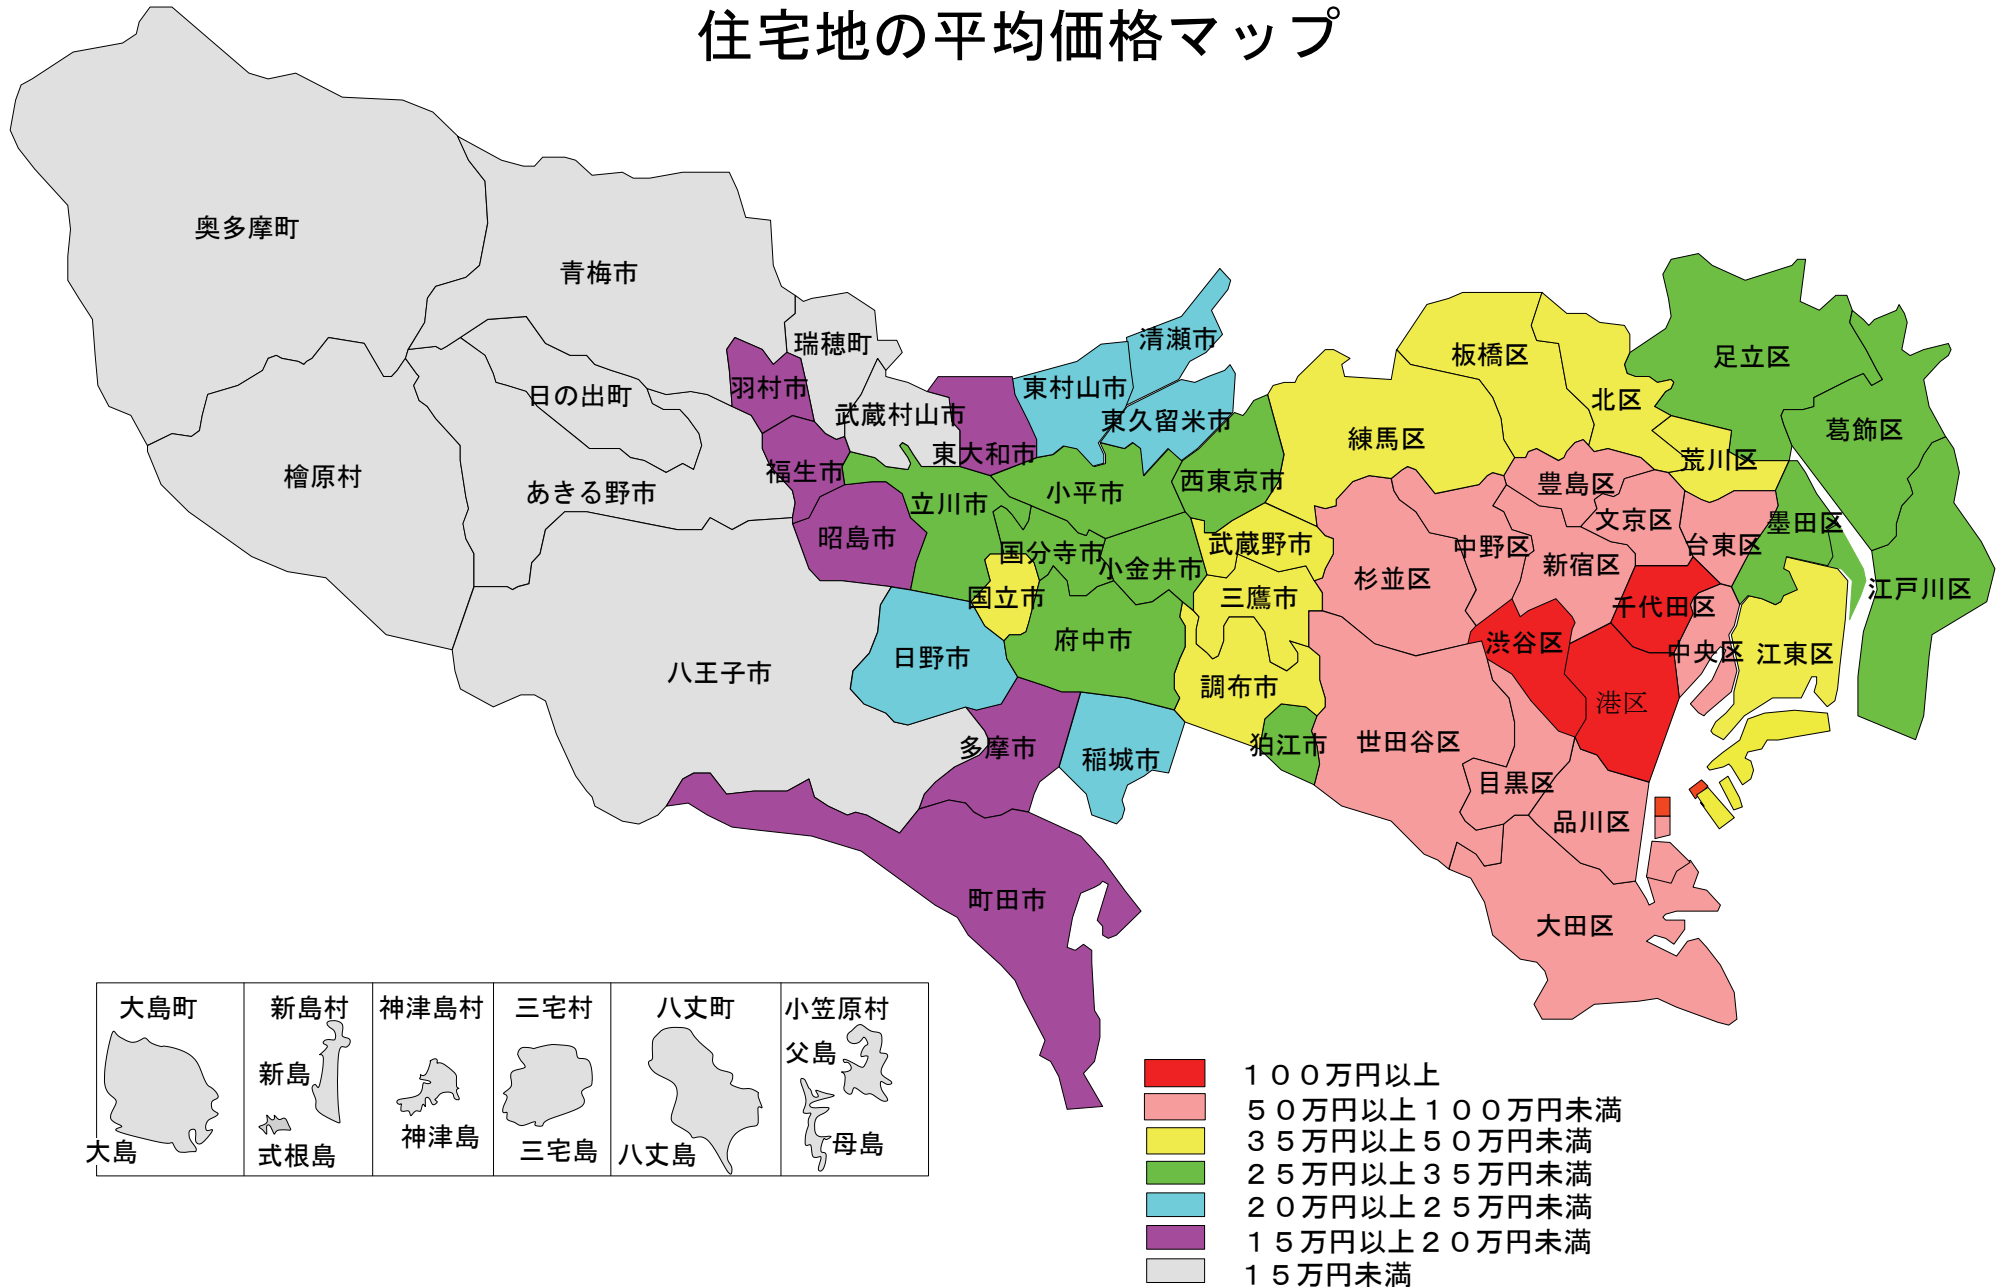 住宅地の平均価格マップ
奥多摩町
青梅市
瑞穂町
清瀬市
羽村市
日の出町
武蔵村山市
東村山市
東久留米市
東大和市
檜原村
あきる野市
福生市
昭島市
立川市
小平市
西東京市
国分寺市
小金井市
武蔵野市
国立市
三鷹市
府中市
日野市
八王子市
調布市
多摩市
稲城市
狛江市
町田市
板橋区
北区
足立区
練馬区
荒川区
葛飾区
豊島区
文京区
台東区
墨田区
中野区
杉並区
新宿区
千代田区
江戸川区
渋谷区
中央区
江東区
港区
世田谷区
目黒区
品川区
大田区
大島町
新島村
神津島村
三宅村
八丈町
小笠原村
父島
新島
大島
式根島
神津島
三宅島
八丈島
母島
１００万円以上
５０万円以上１００万円未満
３５万円以上５０万円未満
２５万円以上３５万円未満
２０万円以上２５万円未満
１５万円以上２０万円未満
１５万円未満